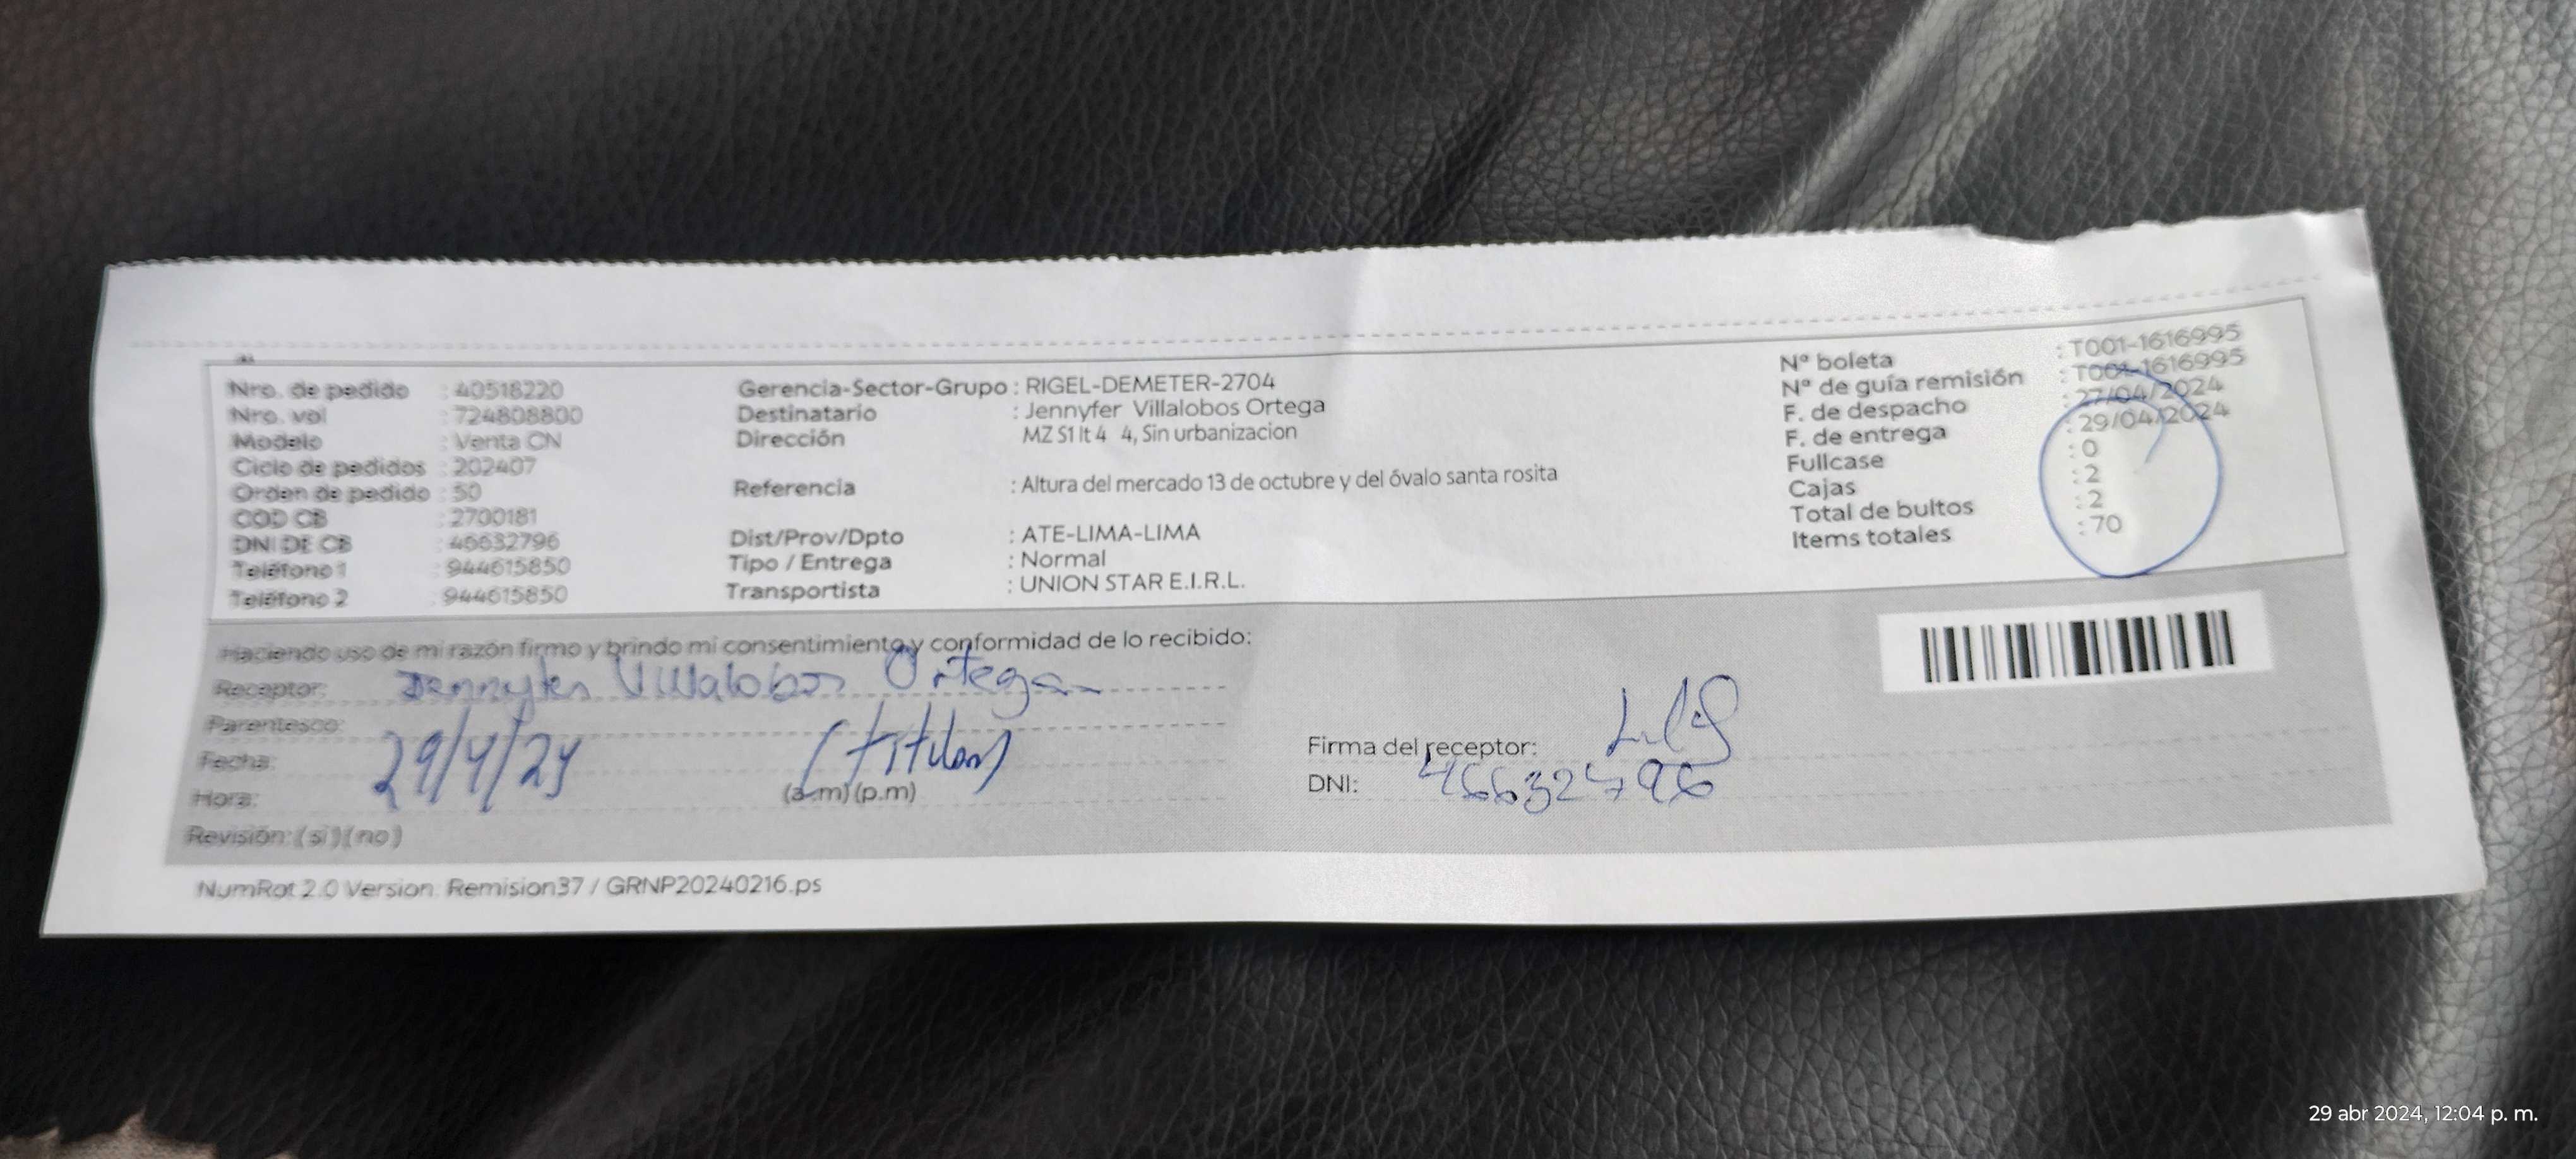 Nro. de pedido : 40518220
Nro. vol : 724808800
Modelo : Venta CN
Ciclo de pedidos : 202407
Orden de pedido : 50
COD CB : 2700181
DNI DE CB : 46632796
Teléfono 1 : 944615850
Teléfono 2 : 944615850
Gerencia-Sector-Grupo : RIGEL-DEMETER-2704
Destinatario : Jennyfer Villalobos Ortega
Dirección MZ S1 lt 4 4, Sin urbanizacion
Referencia : Altura del mercado 13 de octubre y del óvalo santa rosita
Dist/Prov/Dpto : ATE-LIMA-LIMA
Tipo / Entrega : Normal
Transportista : UNION STAR E.I.R.L.
Nº boleta : T001-1616995
Nº de guía remisión : T001-1616995
F. de despacho : 27/04/2024
F. de entrega : 29/04/2024
Fullcase : 0
Cajas : 2
Total de bultos : 2
Items totales : 70
Haciendo uso de mi razón firmo y brindo mi consentimiento y conformidad de lo recibido:
Receptor: Jennyfer Villalobos Ortega
Parentesco: (titular)
Fecha: 29/4/24
Hora: (a.m) (p.m)
Revisión: (si) (no)
Firma del receptor:
DNI: 46632796
NumRot 2.0 Version: Remision37 / GRNP20240216.ps
29 abr 2024, 12:04 p. m.